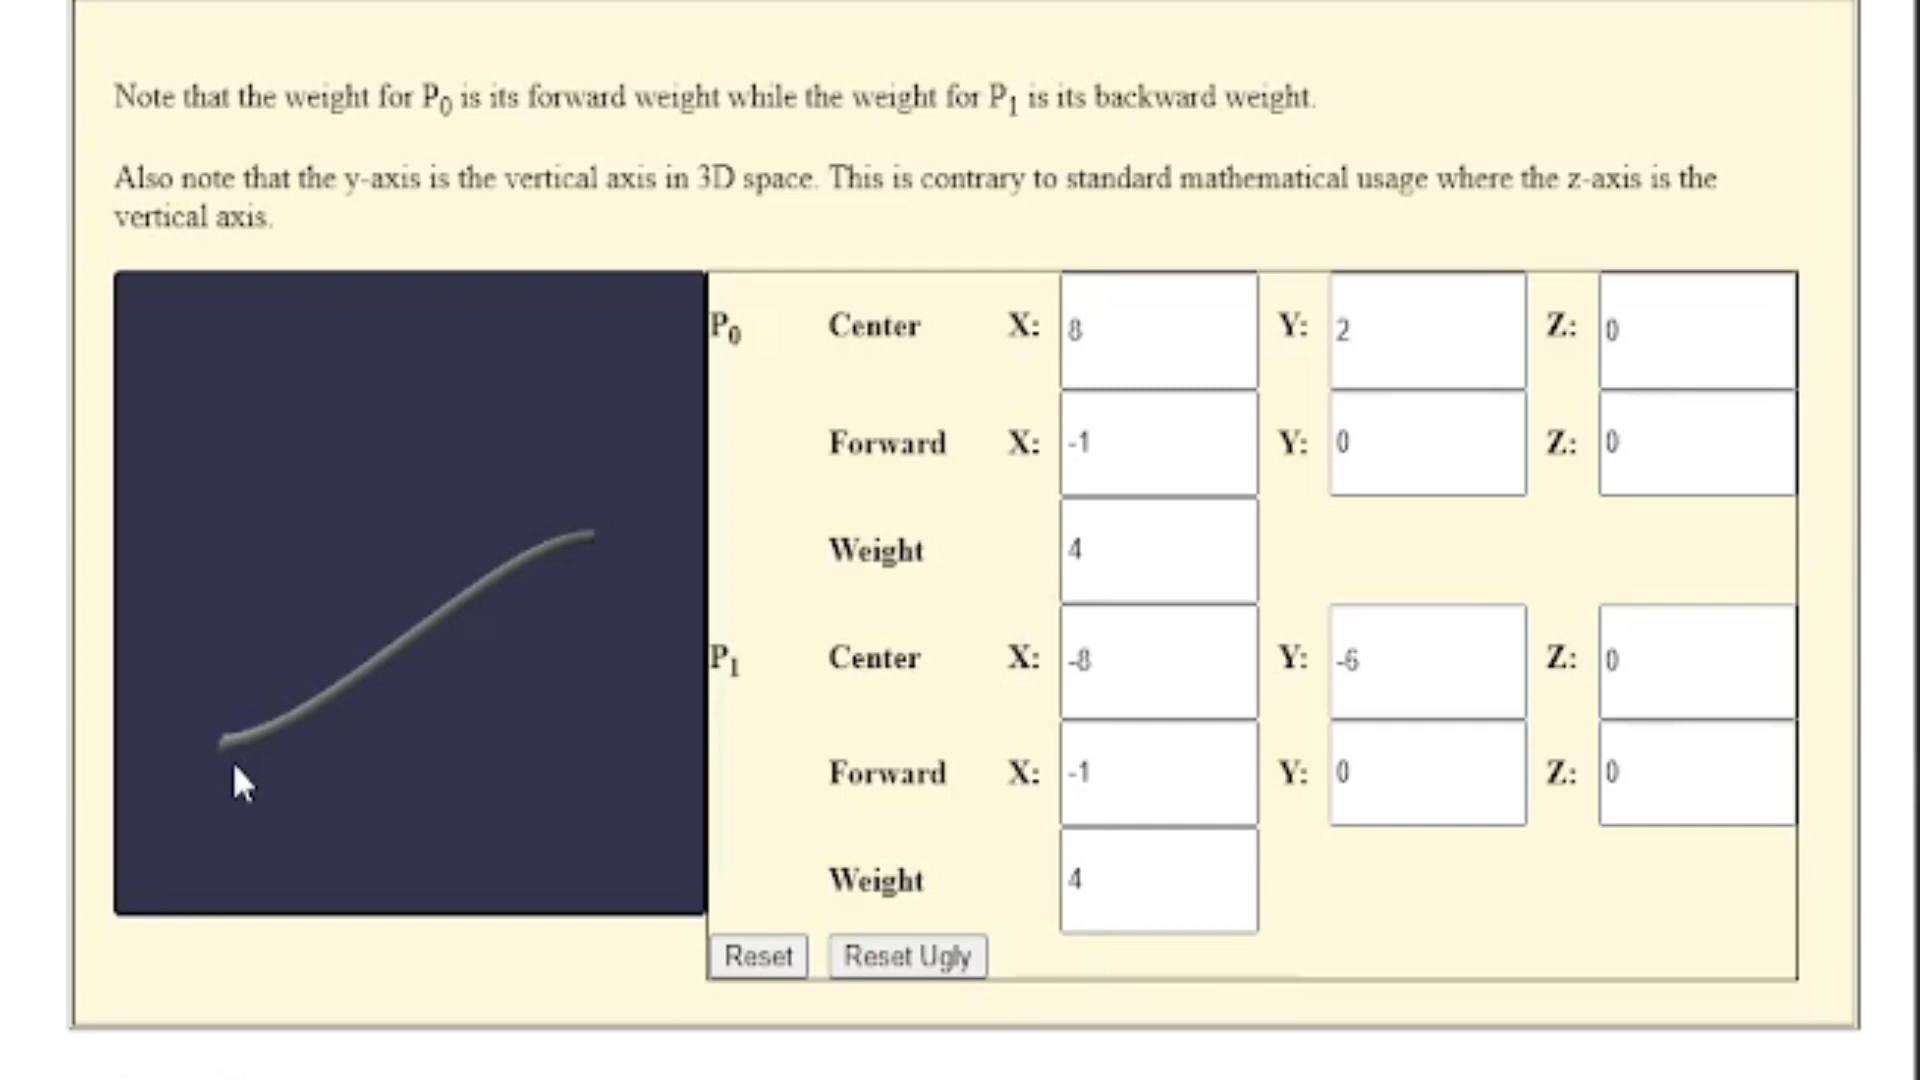 Note that the weight for P0 is its forward weight while the weight for P1 is its backward weight.
Also note that the y-axis is the vertical axis in 3D space. This is contrary to standard mathematical usage where the z-axis is the
vertical axis.
P0 Center X: 8 Y: 2 Z: 0
Forward X: -1 Y: 0 Z: 0
Weight 4
P1 Center X: -8 Y: -6 Z: 0
Forward X: -1 Y: 0 Z: 0
Weight 4
Reset Reset Ugly